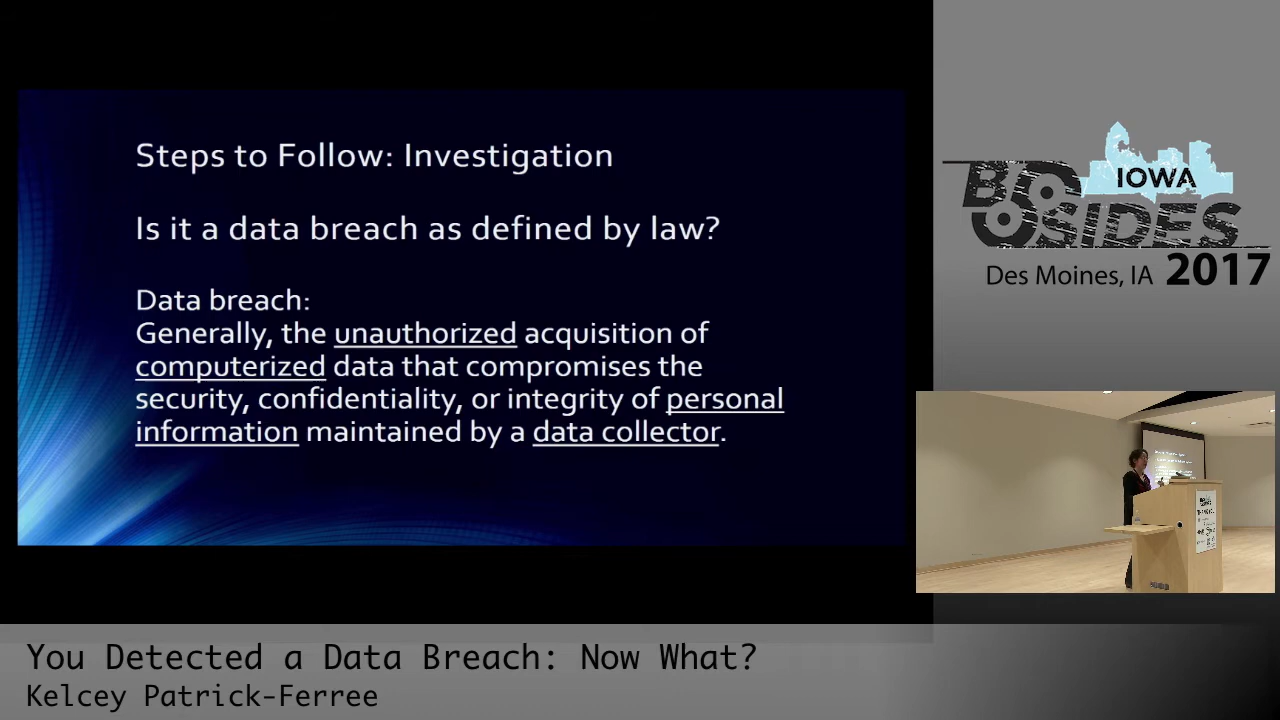 Steps to Follow: Investigation
Is it a data breach as defined by law?
Data breach:
Generally, the unauthorized acquisition of
computerized data that compromises the
security, confidentiality, or integrity of personal
information maintained by a data collector.
IOWA
BSIDES
Des Moines, IA 2017
You Detected a Data Breach: Now What?
Kelcey Patrick-Ferree